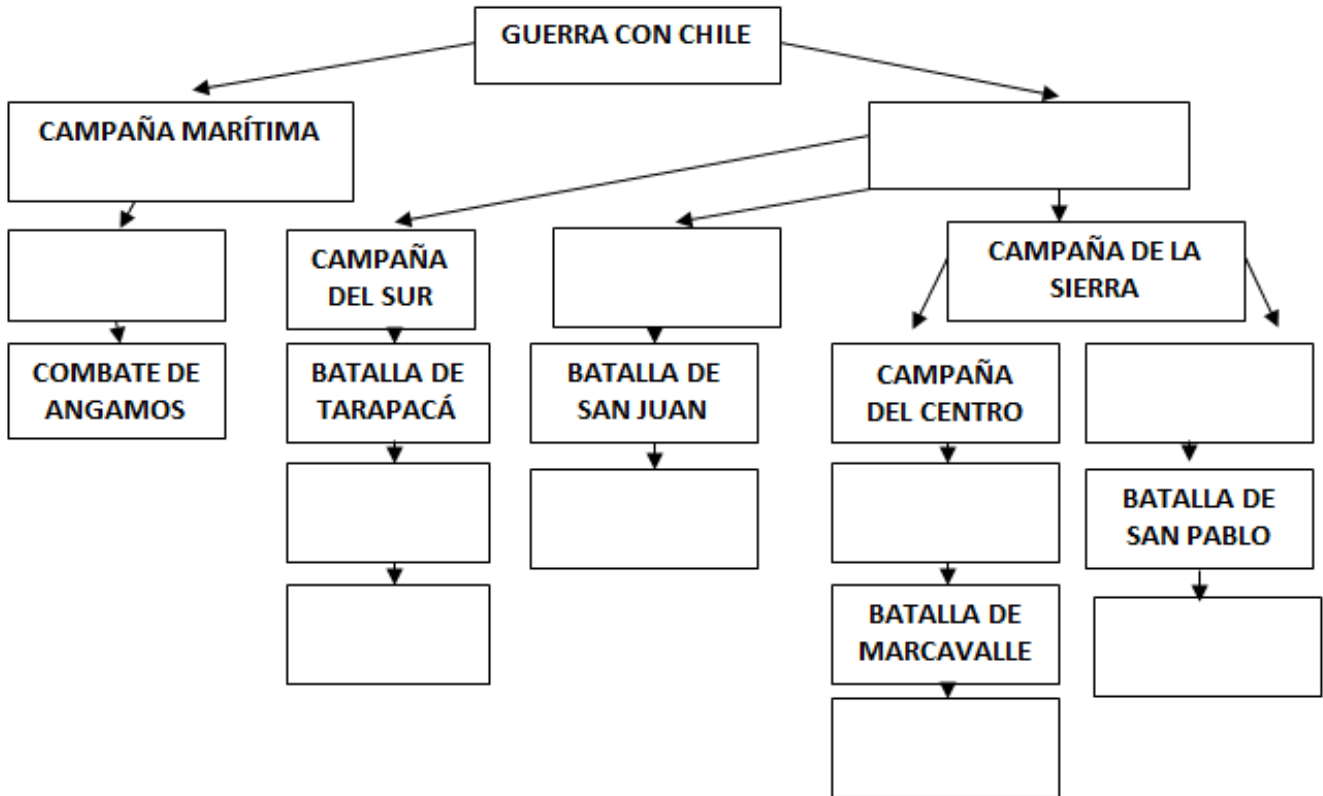 GUERRA CON CHILE
CAMPAÑA MARÍTIMA
CAMPAÑA
DEL SUR
CAMPAÑA DE LA
SIERRA
COMBATE DE
ANGAMOS
BATALLA DE
TARAPACÁ
BATALLA DE
SAN JUAN
CAMPAÑA
DEL CENTRO
BATALLA DE
SAN PABLO
BATALLA DE
MARCAVALLE